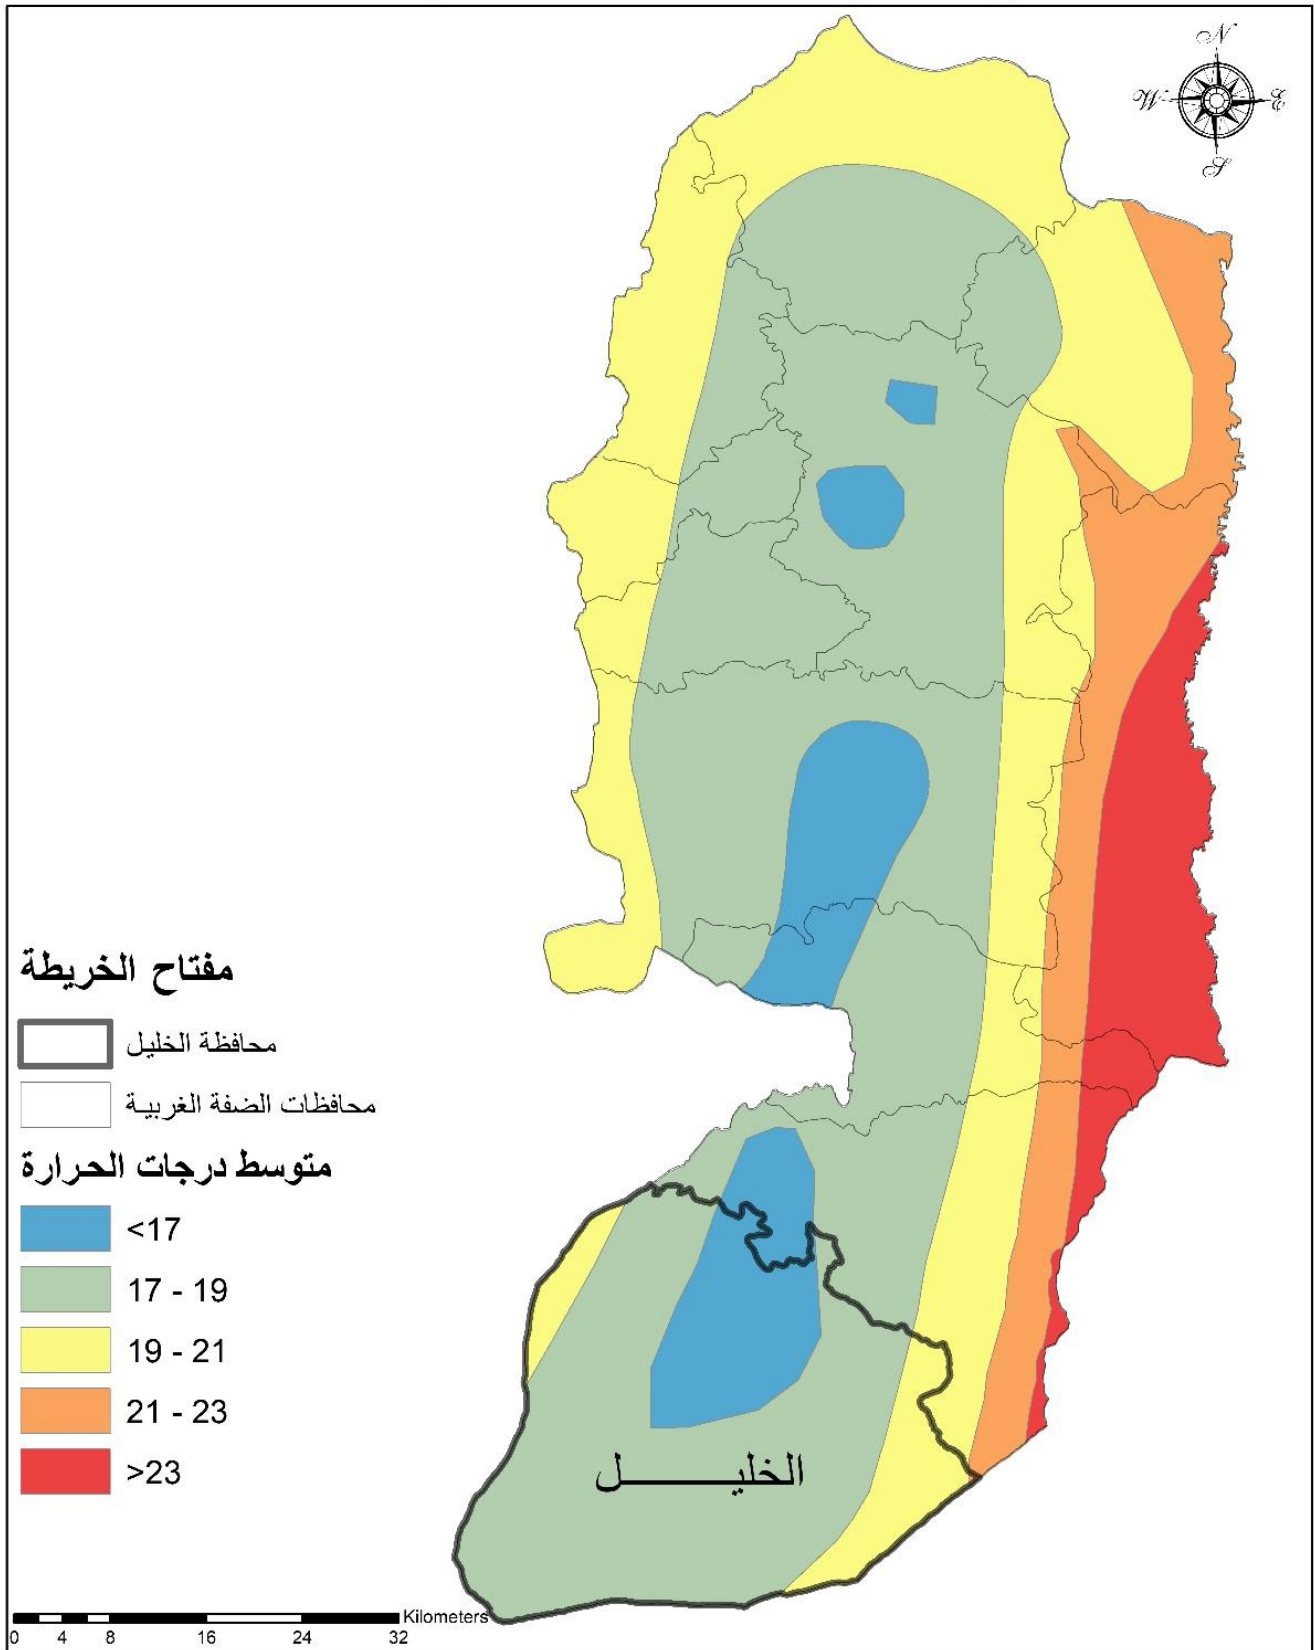 N
W E
S
مفتاح الخريطة
محافظة الخليل
محافظات الضفة الغربية
متوسط درجات الحرارة
<17
17 - 19
19 - 21
21 - 23
>23
الخليـــــــل
Kilometers
0 4 8 16 24 32